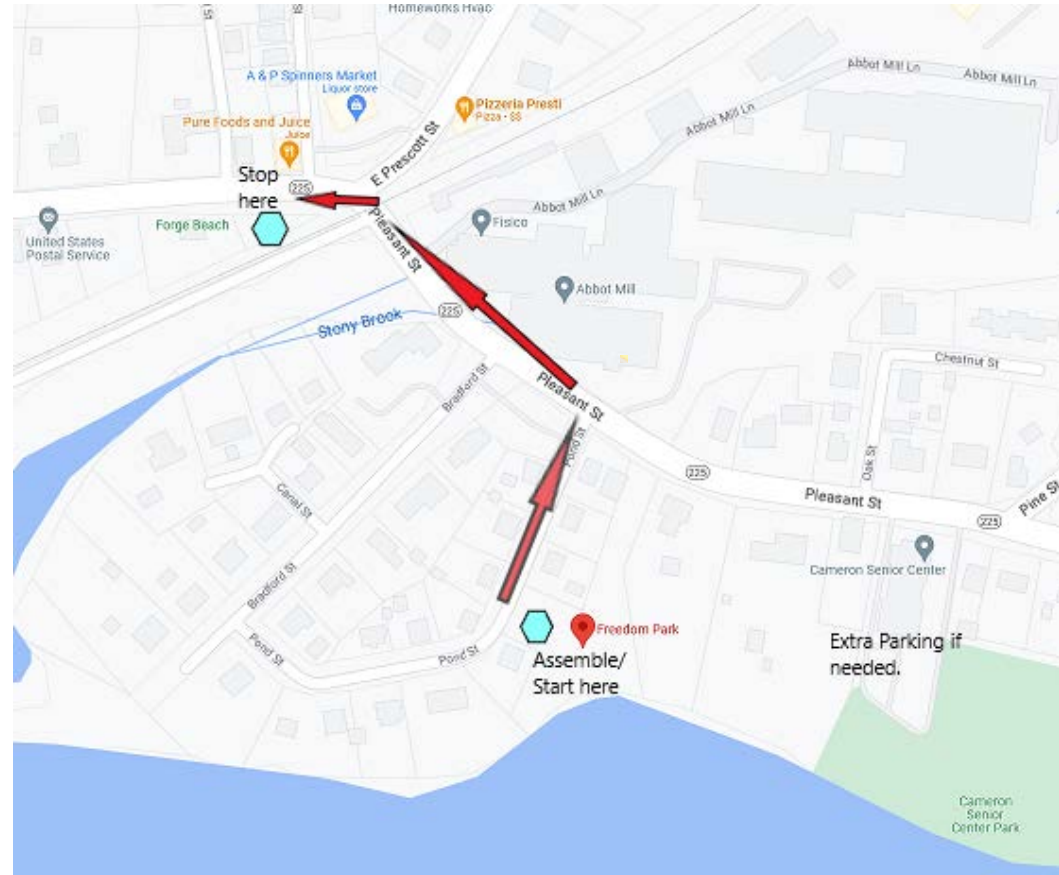 Homeworks Hvac
Abbot Mill Ln
Abbot Mill Ln
A & P Spinners Market
Liquor store
Pizzeria Presti
Pizza • $$
Abbot Mill Ln
Pure Foods and Juice
Juice
E Prescott St
Stop
here
225
Abbot Mill Ln
Forge Beach
Pleasant St
Fisico
United States
Postal Service
Abbot Mill
225
Stony Brook
Chestnut St
Bradford St
Pleasant St
Pond St
Oak St
225
Pleasant St
Pine St
225
Canal St
Cameron Senior Center
Bradford St
Freedom Park
Extra Parking if
needed.
Pond St
Pond St
Assemble/
Start here
Cameron
Senior
Center Park